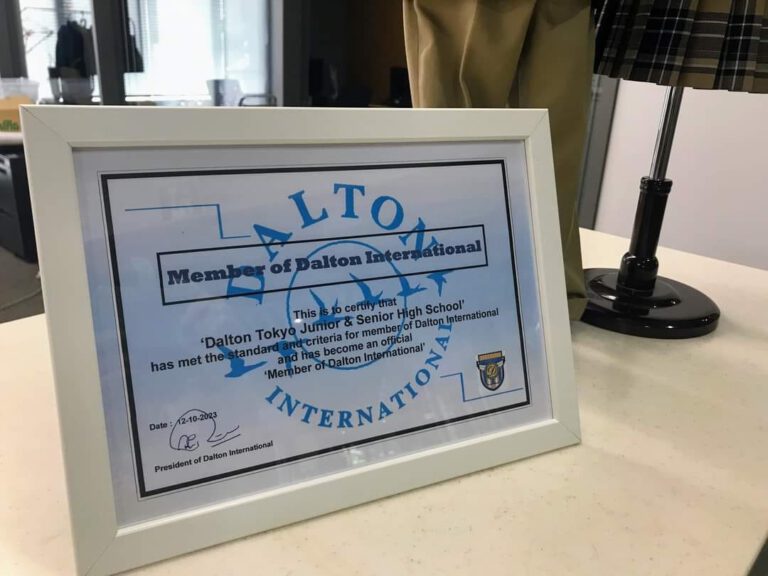 DALTON
Member of Dalton International
This is to certify that
'Dalton Tokyo Junior & Senior High School'
has met the standard and criteria for member of Dalton International
and has become an official
'Member of Dalton International'
INTERNATIONAL
Date : 12-10-2023
President of Dalton International